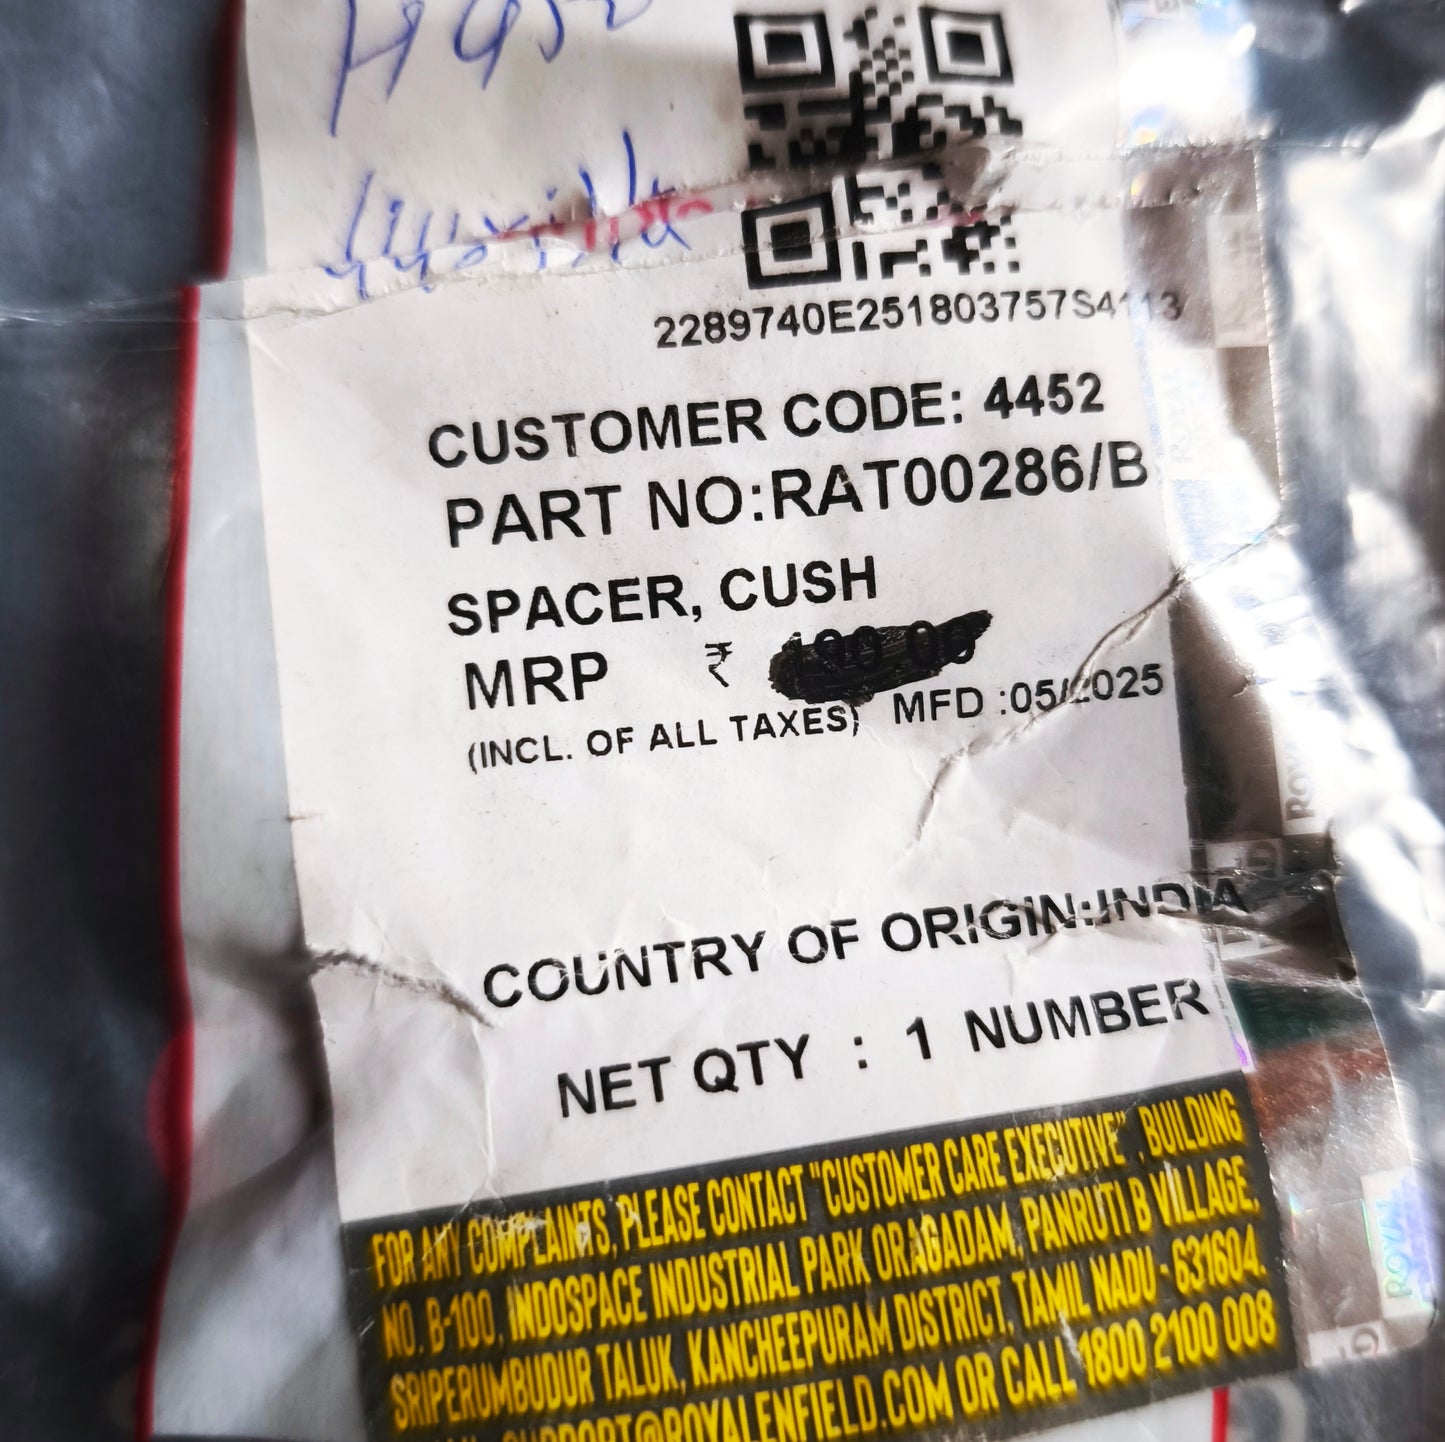 2289740E251803757S4113
CUSTOMER CODE: 4452
PART NO:RAT00286/B
SPACER, CUSH
MRP ₹
(INCL. OF ALL TAXES) MFD :05/2025
COUNTRY OF ORIGIN:INDIA
NET QTY : 1 NUMBER
FOR ANY COMPLAINTS, PLEASE CONTACT "CUSTOMER CARE EXECUTIVE", BUILDING
NO. B-100, INDOSPACE INDUSTRIAL PARK ORAGADAM, PANRUTI B VILLAGE,
SRIPERUMBUDUR TALUK, KANCHEEPURAM DISTRICT, TAMIL NADU - 631604.
SUPPORT@ROYALENFIELD.COM OR CALL 1800 2100 008